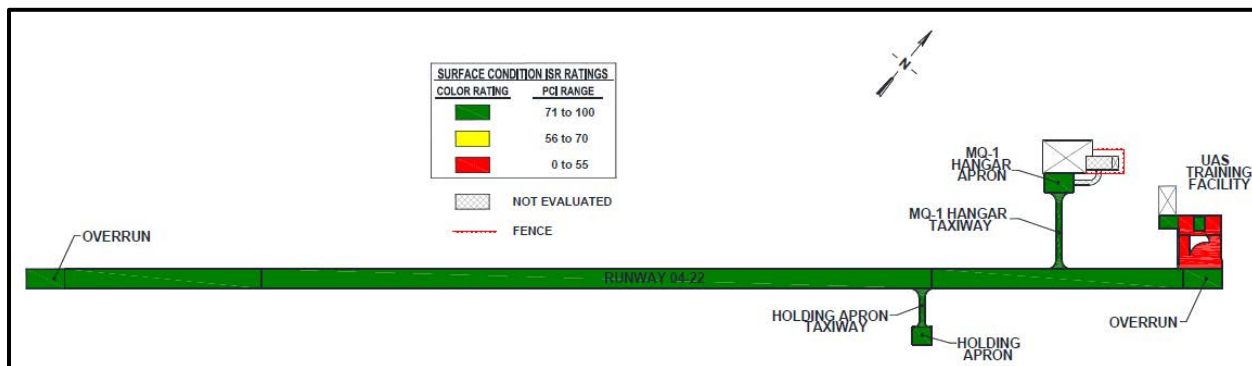 SURFACE CONDITION ISR RATINGS
COLOR RATING PCI RANGE
71 to 100
56 to 70
0 to 55
NOT EVALUATED
FENCE
N
MQ-1
HANGAR
APRON
UAS
TRAINING
FACILITY
MQ-1 HANGAR
TAXIWAY
OVERRUN
RUNWAY 04-22
HOLDING APRON
TAXIWAY
OVERRUN
HOLDING
APRON